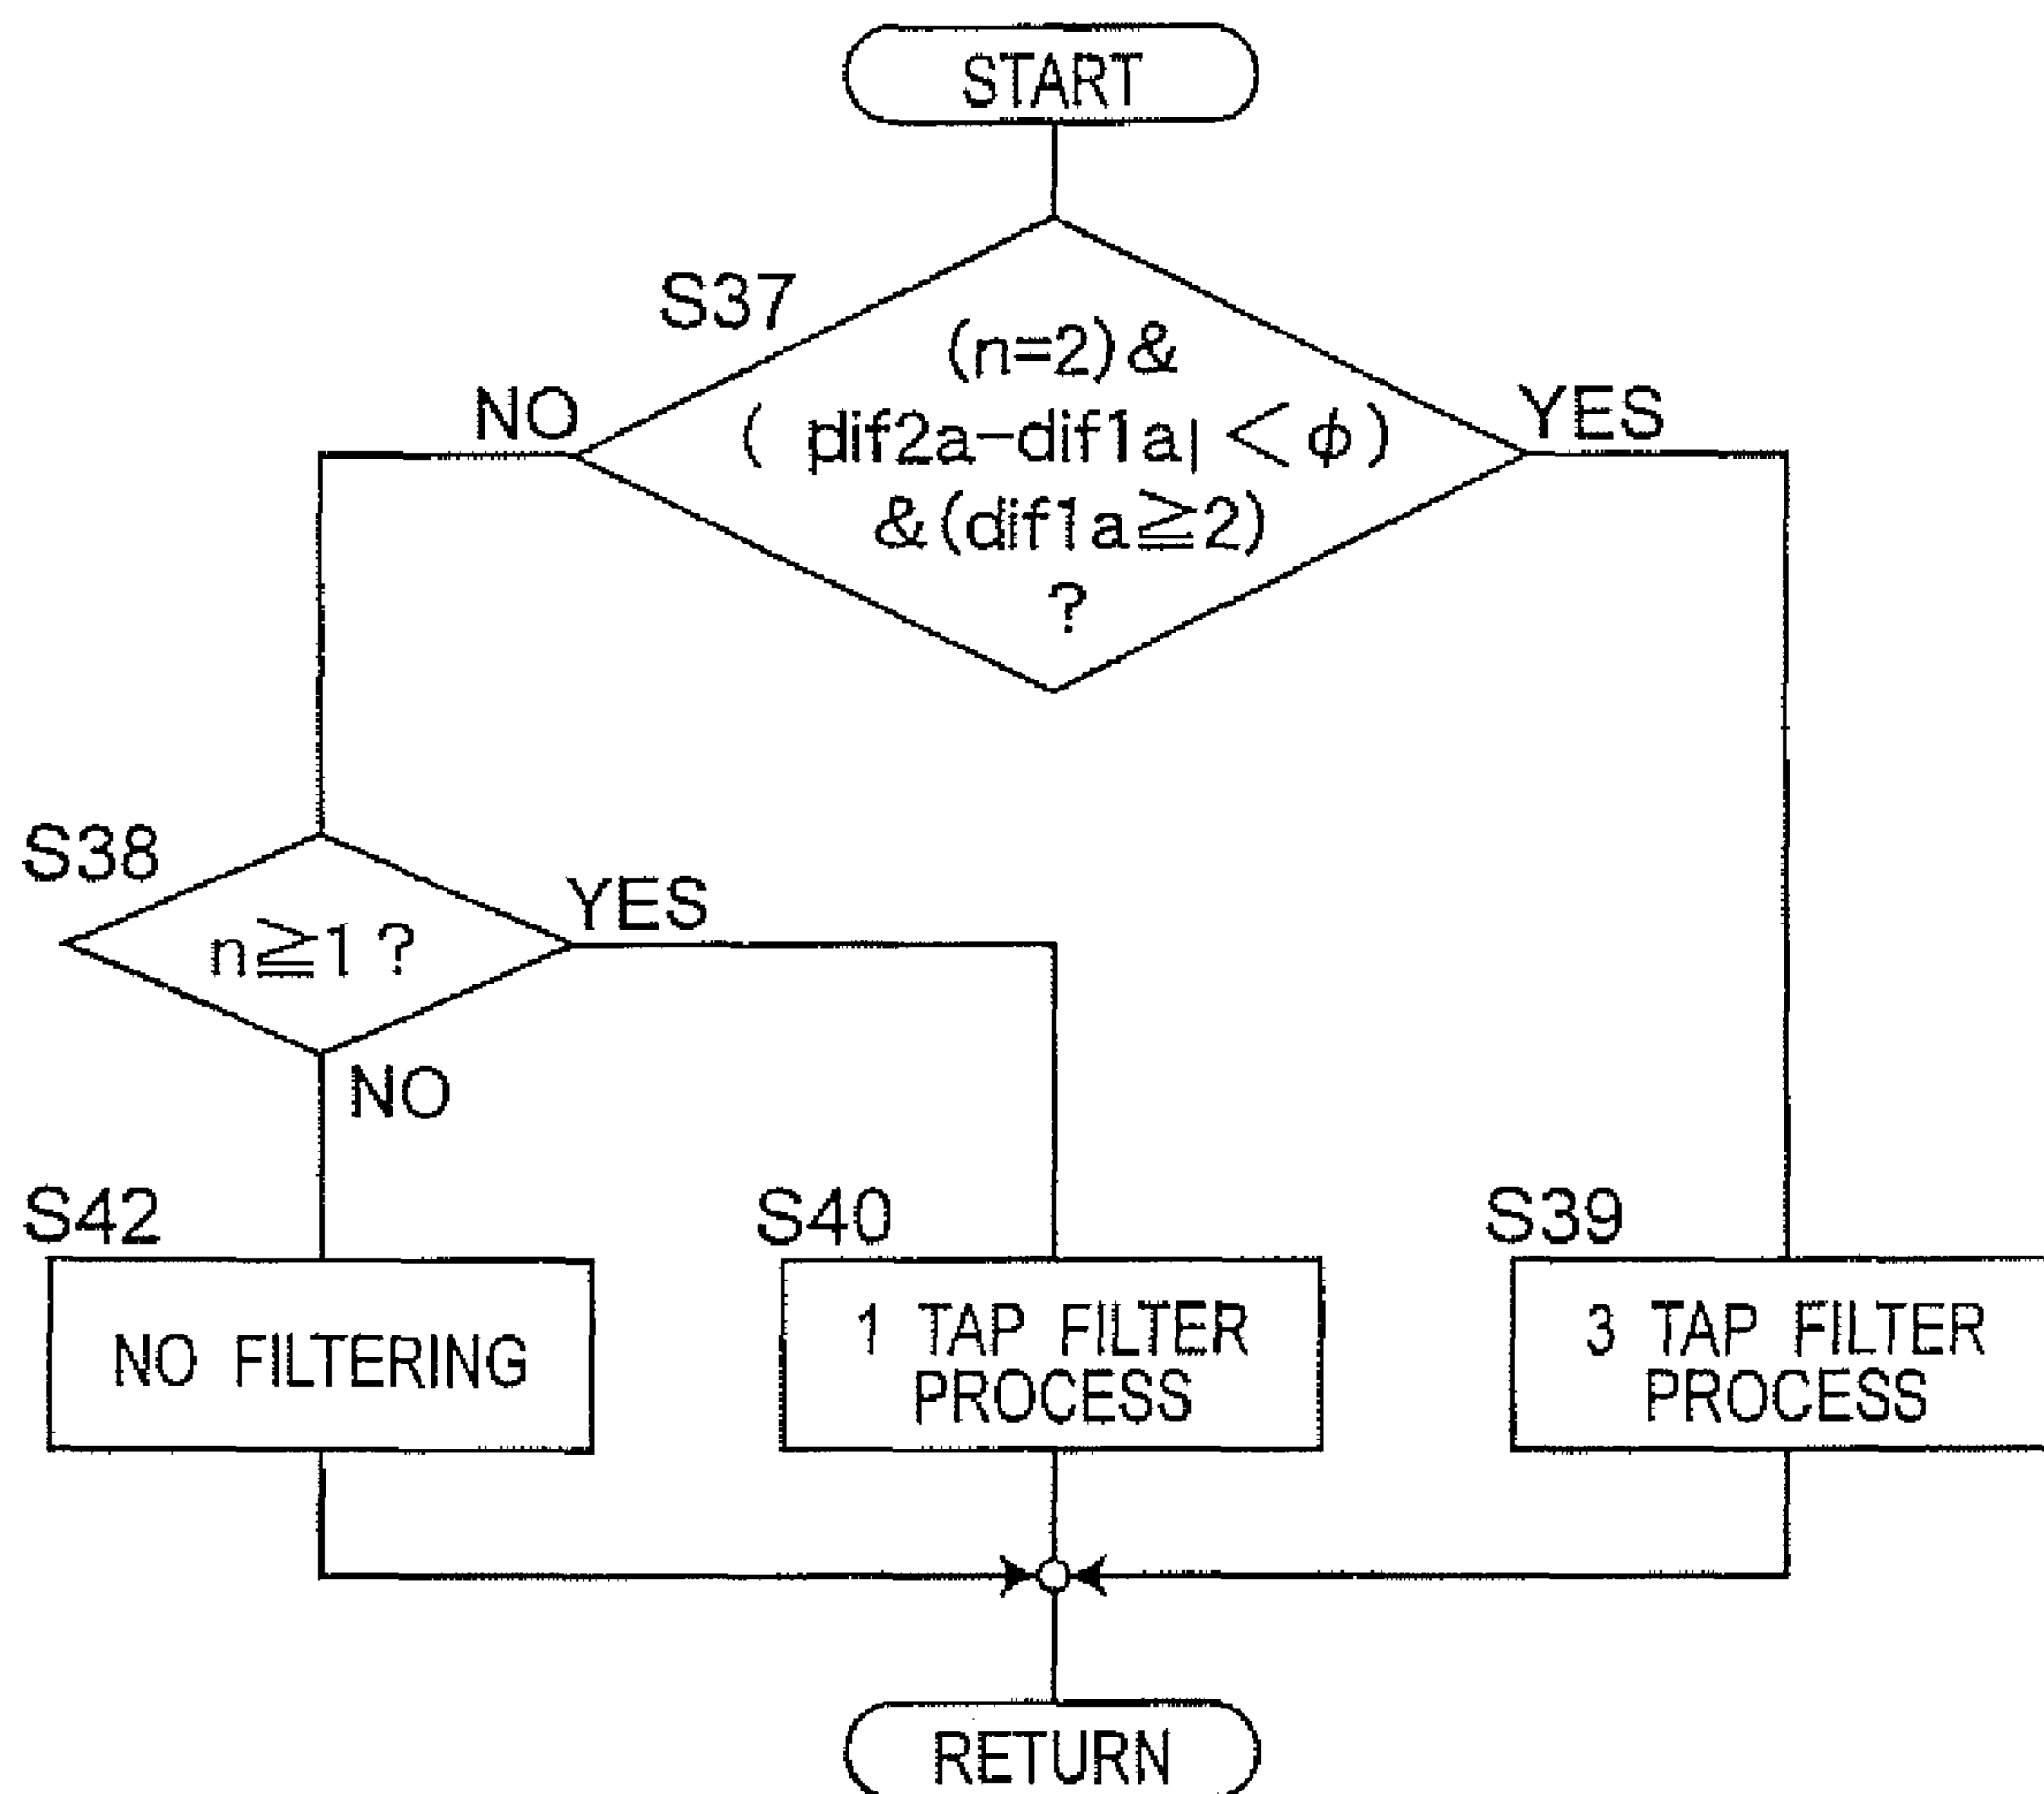 START
S37
(n=2)&
( |dif2a-dif1a| < φ )
&(dif1a≧2)
?
NO
YES
S38
n≧1 ?
YES
NO
S42
NO FILTERING
S40
1 TAP FILTER
PROCESS
S39
3 TAP FILTER
PROCESS
RETURN